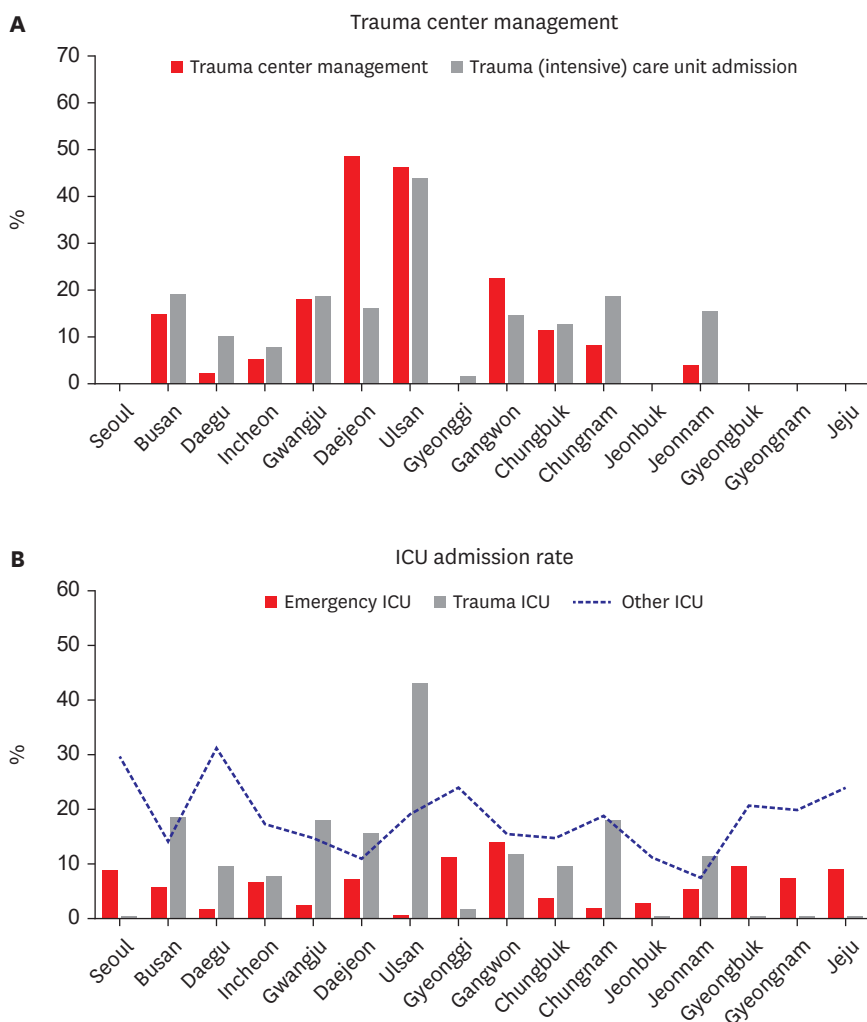 A
Trauma center management
70
Trauma center management Trauma (intensive) care unit admission
60
50
40
%
30
20
10
0
Seoul Busan Daegu Incheon Gwangju Daejeon Ulsan Gyeonggi Gangwon Chungbuk Chungnam Jeonbuk Jeonnam Gyeongbuk Gyeongnam Jeju
B
ICU admission rate
60
Emergency ICU Trauma ICU Other ICU
50
40
%
30
20
10
0
Seoul Busan Daegu Incheon Gwangju Daejeon Ulsan Gyeonggi Gangwon Chungbuk Chungnam Jeonbuk Jeonnam Gyeongbuk Gyeongnam Jeju